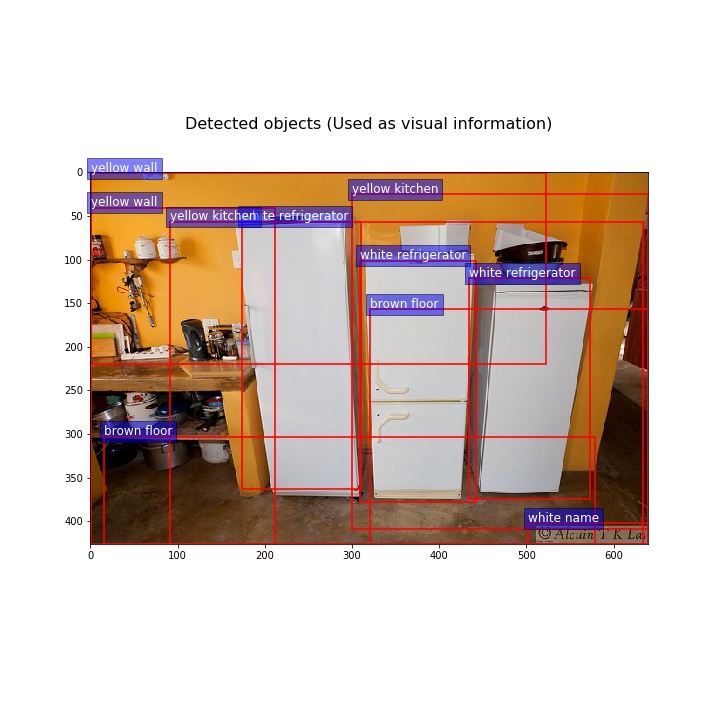 Detected objects (Used as visual information)
yellow wall
yellow kitchen
yellow wall
yellow kitchen
white refrigerator
white refrigerator
white refrigerator
brown floor
brown floor
white name
© Alcuin T K
0
50
100
150
200
250
300
350
400
0 100 200 300 400 500 600